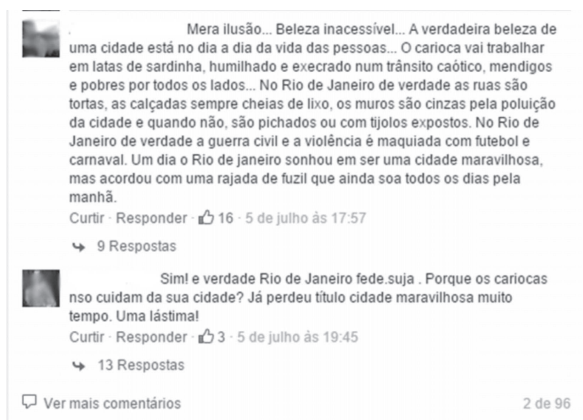 Mera ilusão... Beleza inacessível... A verdadeira beleza de
uma cidade está no dia a dia da vida das pessoas... O carioca vai trabalhar
em latas de sardinha, humilhado e execrado num trânsito caótico, mendigos
e pobres por todos os lados... No Rio de Janeiro de verdade as ruas são
tortas, as calçadas sempre cheias de lixo, os muros são cinzas pela poluição
da cidade e quando não, são pichados ou com tijolos expostos. No Rio de
Janeiro de verdade a guerra civil e a violência é maquiada com futebol e
carnaval. Um dia o Rio de janeiro sonhou em ser uma cidade maravilhosa,
mas acordou com uma rajada de fuzil que ainda soa todos os dias pela
manhã.
Curtir · Responder · 16 · 5 de julho às 17:57
9 Respostas
Sim! e verdade Rio de Janeiro fede.suja . Porque os cariocas
nso cuidam da sua cidade? Já perdeu título cidade maravilhosa muito
tempo. Uma lástima!
Curtir · Responder · 3 · 5 de julho às 19:45
13 Respostas
Ver mais comentários 2 de 96